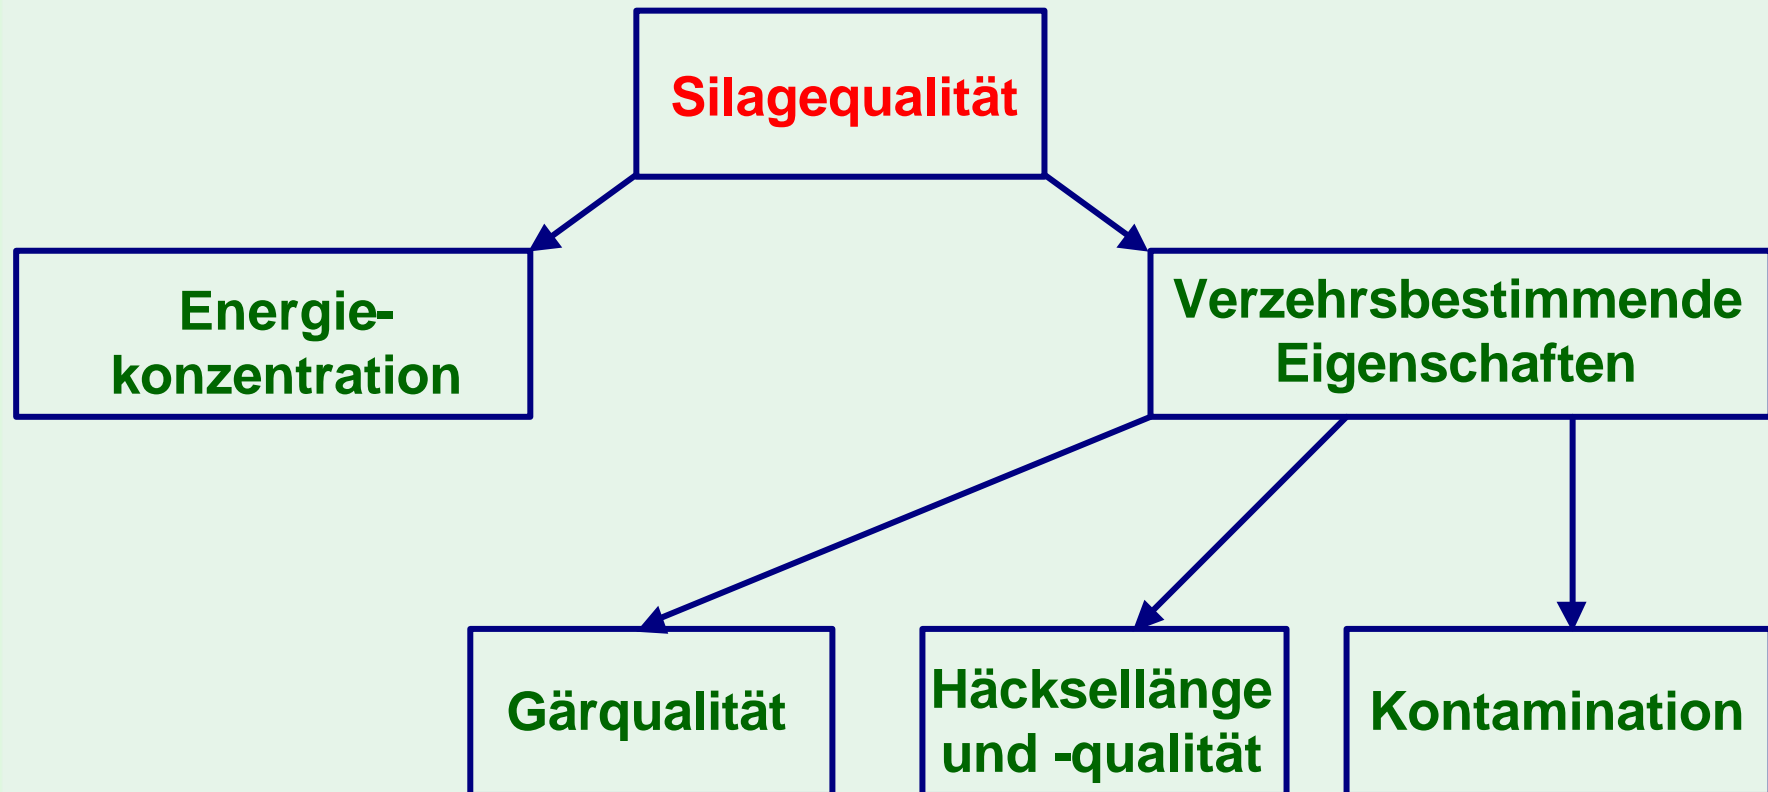 Silagequalität
Energie-
konzentration
Verzehrsbestimmende
Eigenschaften
Gärqualität
Häcksellänge
und -qualität
Kontamination